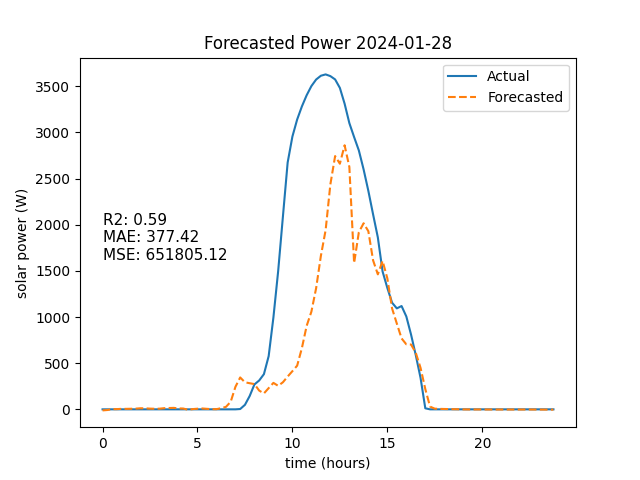 Forecasted Power 2024-01-28
Actual
Forecasted
R2: 0.59
MAE: 377.42
MSE: 651805.12
solar power (W)
3500
3000
2500
2000
1500
1000
500
0
0 5 10 15 20
time (hours)